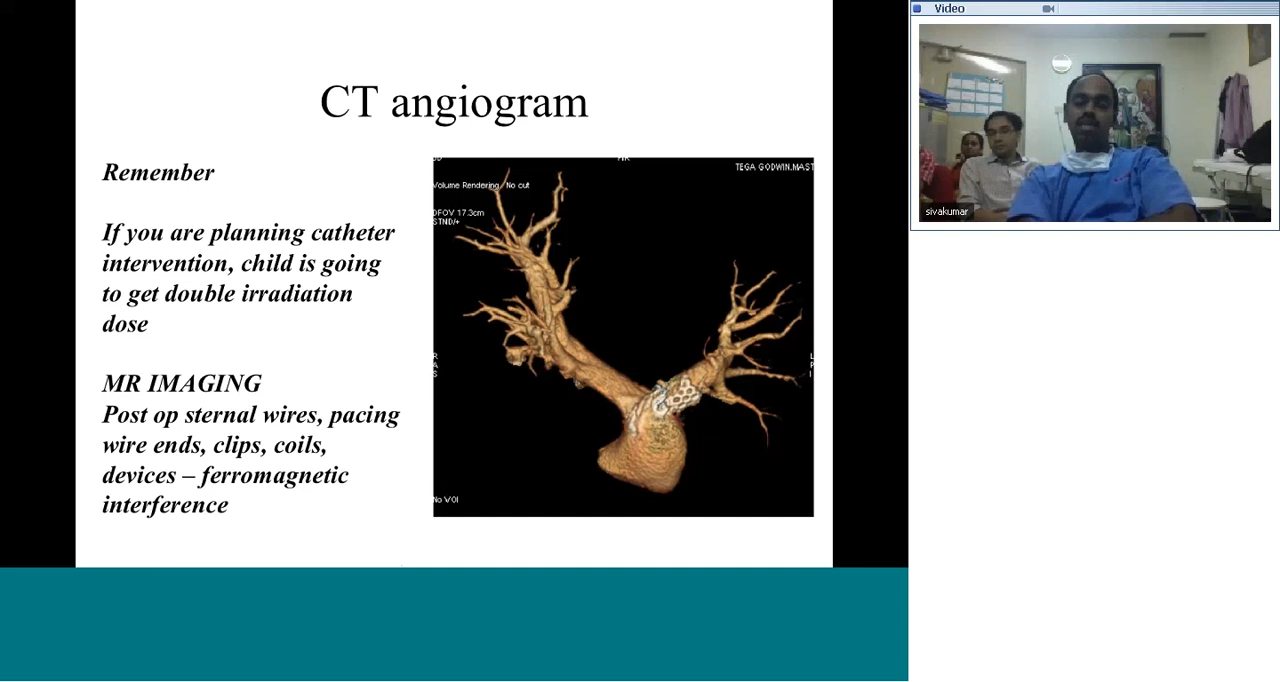 CT angiogram
Remember
If you are planning catheter
intervention, child is going
to get double irradiation
dose
MR IMAGING
Post op sternal wires, pacing
wire ends, clips, coils,
devices – ferromagnetic
interference
TEGA GODWIN.MAST
Volume Rendering No cut
DFOV 17.3cm
STND/+
R
A
S
L
P
I
No VOI
Video
sivakumar